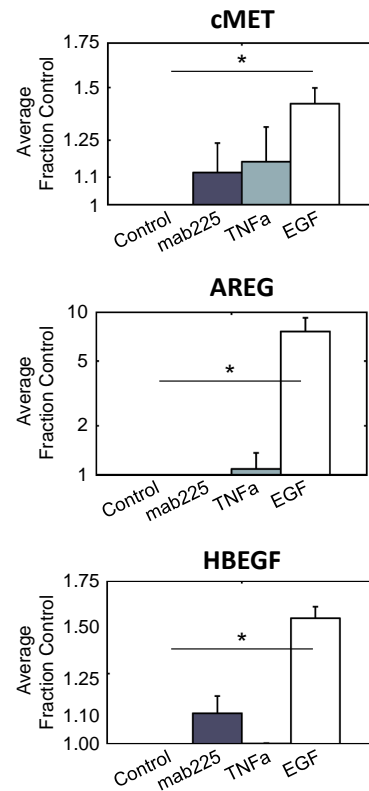 cMET
Average
Fraction Control
1.75
1.5
1.25
1.1
1
*
Control
mab225
TNFa
EGF
AREG
Average
Fraction Control
10
5
2
1
*
Control
mab225
TNFa
EGF
HBEGF
Average
Fraction Control
1.75
1.50
1.25
1.10
1.00
*
Control
mab225
TNFa
EGF